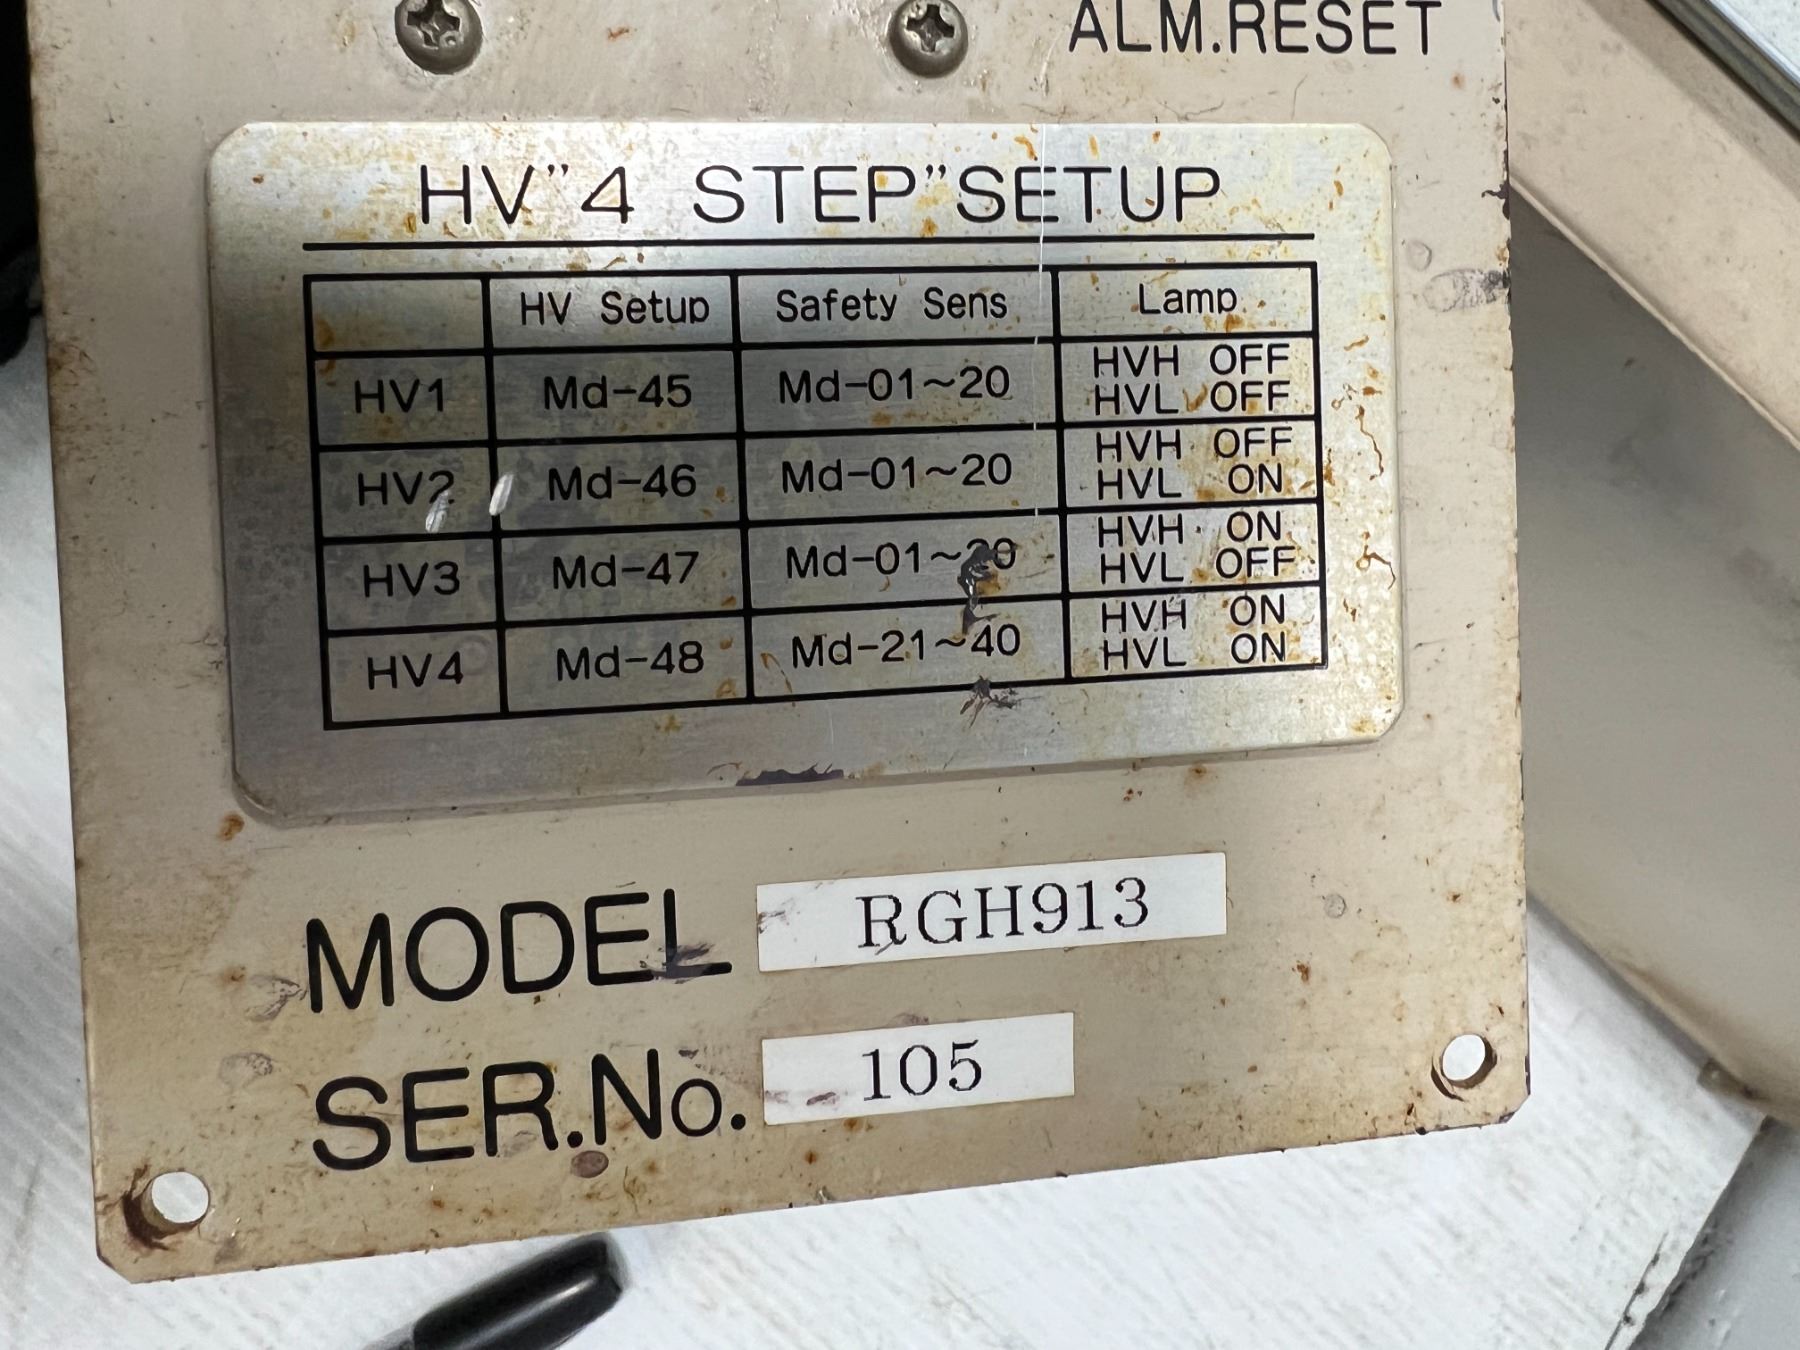 ALM.RESET
HV"4 STEP"SETUP
HV Setup Safety Sens Lamp
HV1 Md-45 Md-01~20 HVH OFF
HVL OFF
HV2 Md-46 Md-01~20 HVH OFF
HVL ON
HV3 Md-47 Md-01~20 HVH ON
HVL OFF
HV4 Md-48 Md-21~40 HVH ON
HVL ON
MODEL RGH913
SER.No. 105